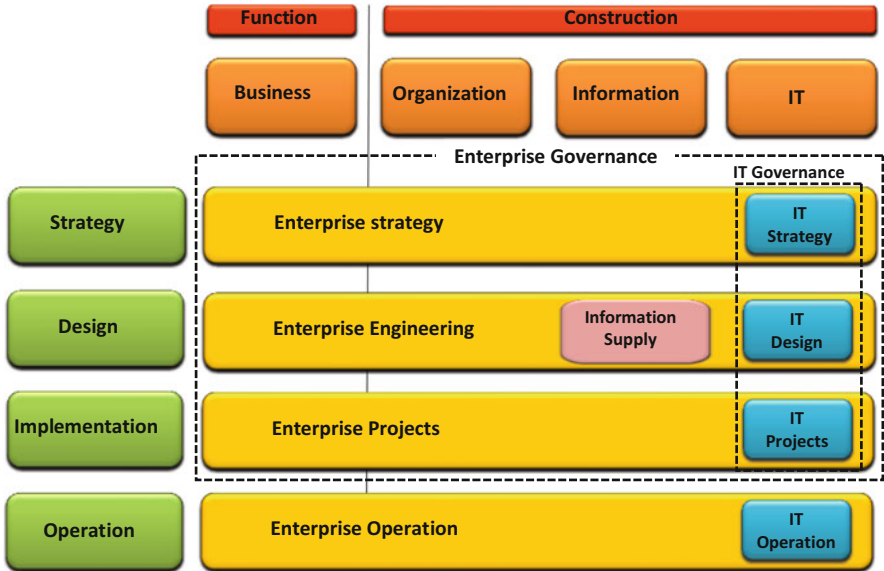 Function
Construction
Business
Organization
Information
IT
Enterprise Governance
IT Governance
Strategy
Enterprise strategy
IT
Strategy
Design
Enterprise Engineering
Information
Supply
IT
Design
Implementation
Enterprise Projects
IT
Projects
Operation
Enterprise Operation
IT
Operation